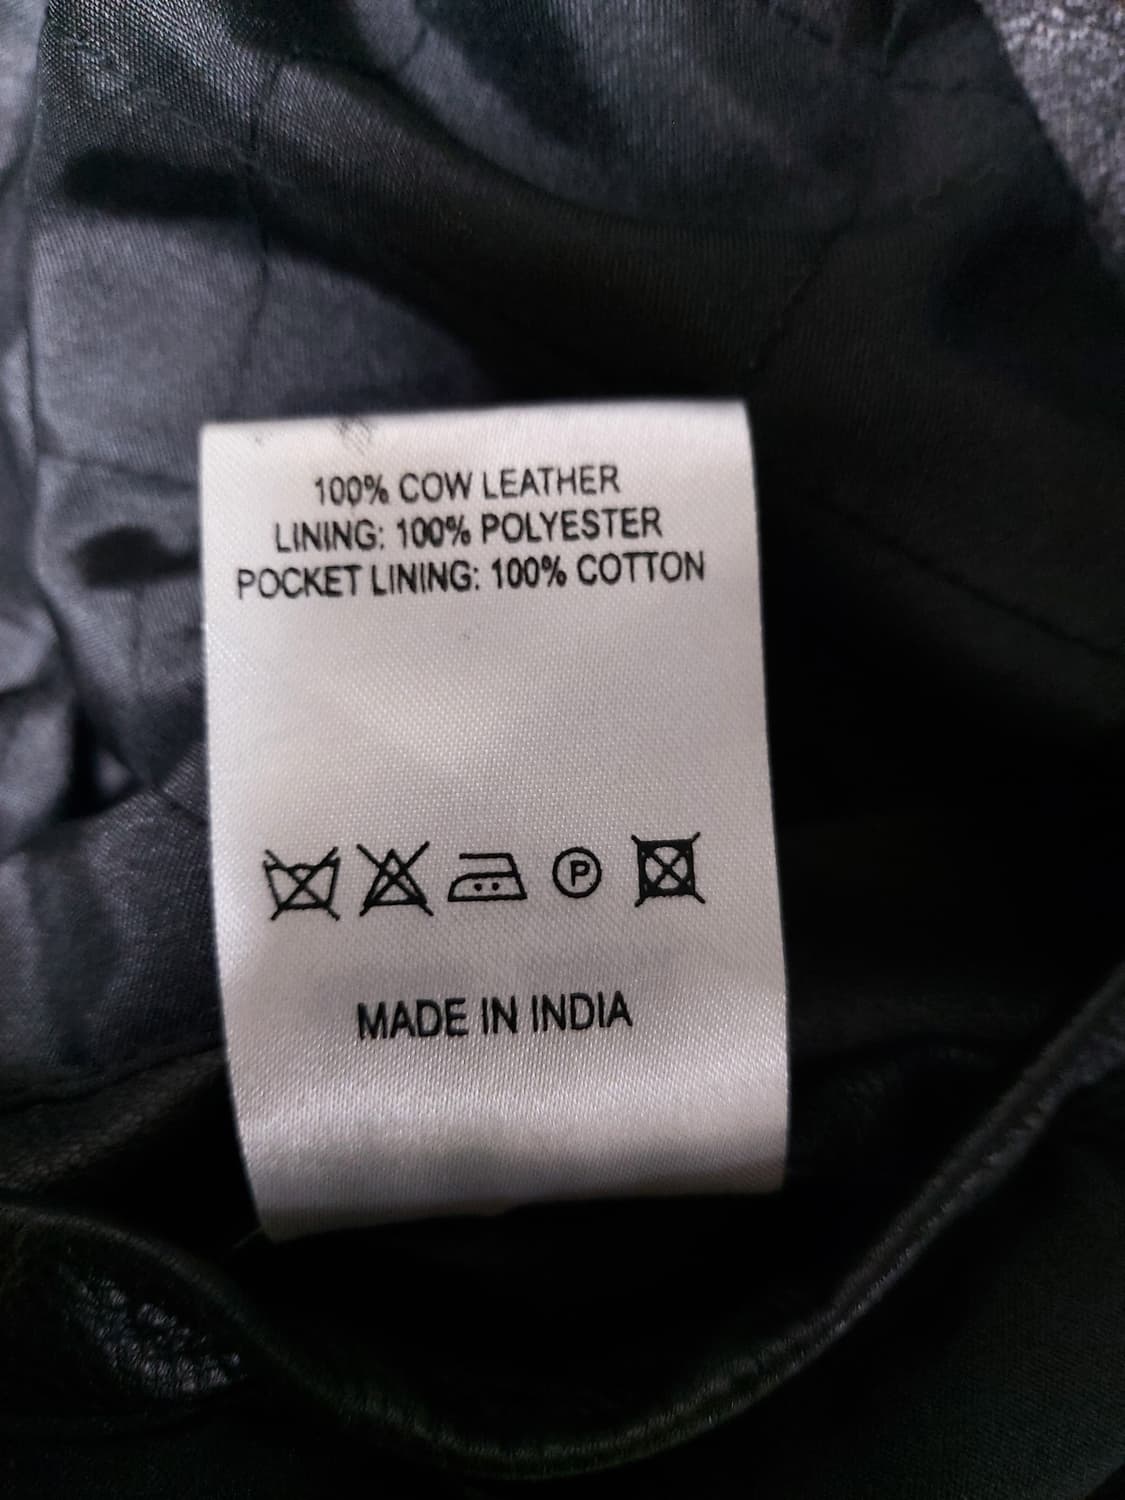 100% COW LEATHER
LINING: 100% POLYESTER
POCKET LINING: 100% COTTON
P
MADE IN INDIA